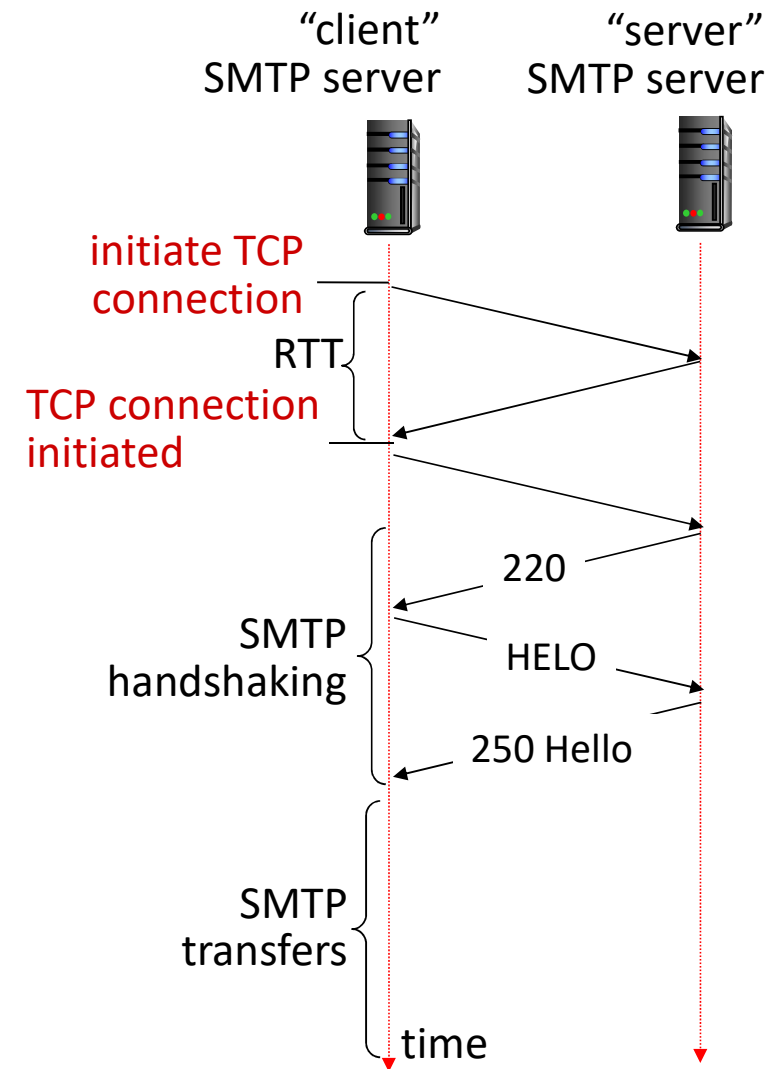 “client”
SMTP server
“server”
SMTP server
initiate TCP
connection
RTT
TCP connection
initiated
220
SMTP
handshaking
HELO
250 Hello
SMTP
transfers
time